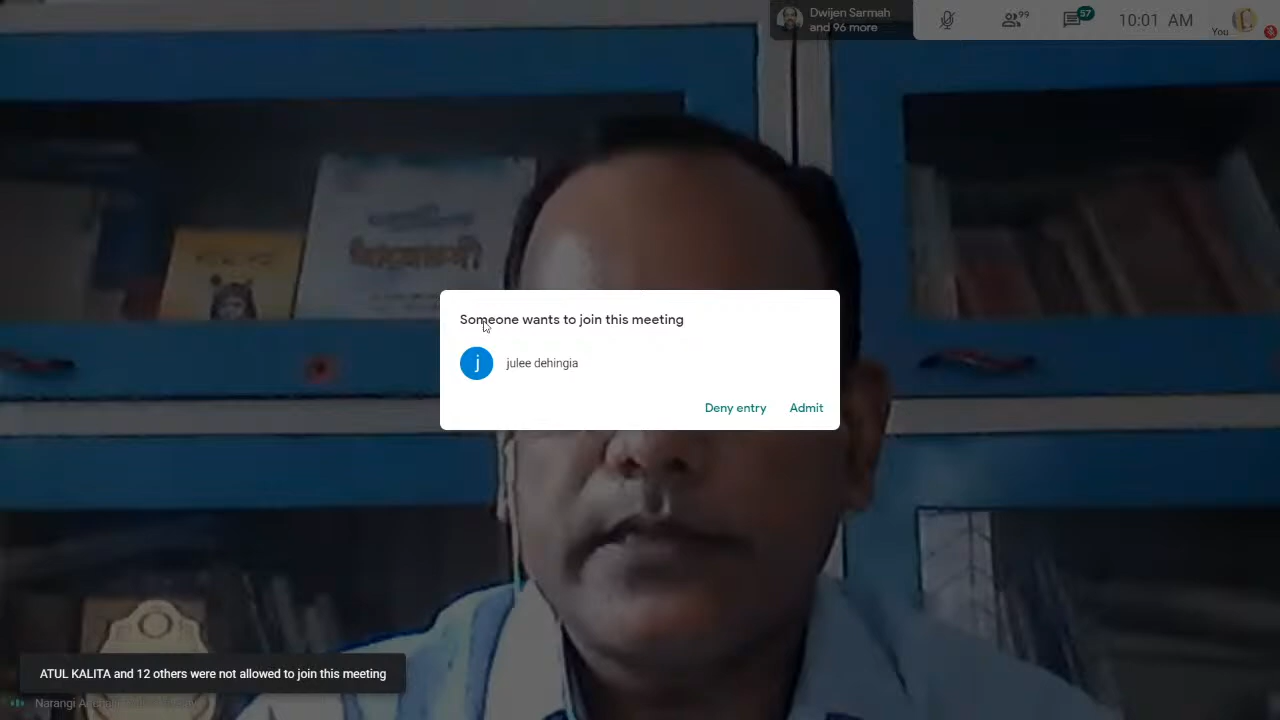 Dwijen Sarmah
and 96 more
99
57
10:01 AM
You
Someone wants to join this meeting
j
julee dehingia
Deny entry
Admit
ATUL KALITA and 12 others were not allowed to join this meeting
Narangi